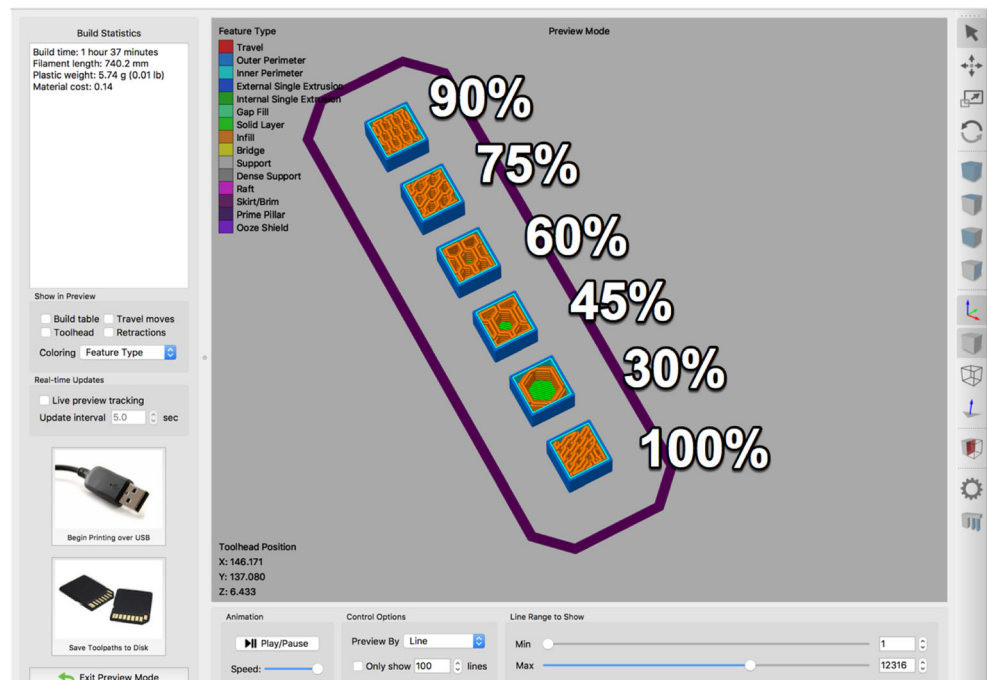 Build Statistics
Build time: 1 hour 37 minutes
Filament length: 740.2 mm
Plastic weight: 5.74 g (0.01 lb)
Material cost: 0.14
Show in Preview
Build table
Travel moves
Toolhead
Retractions
Coloring
Feature Type
Real-time Updates
Live preview tracking
Update interval 5.0 sec
Begin Printing over USB
Save Toolpaths to Disk
Exit Preview Mode
Feature Type
Travel
Outer Perimeter
Inner Perimeter
External Single Extrusion
Internal Single Extrusion
Gap Fill
Solid Layer
Infill
Bridge
Support
Dense Support
Raft
Skirt/Brim
Prime Pillar
Ooze Shield
Preview Mode
90%
75%
60%
45%
30%
100%
Toolhead Position
X: 146.171
Y: 137.080
Z: 6.433
Animation
Play/Pause
Speed:
Control Options
Preview By Line
Only show 100 lines
Line Range to Show
Min 1
Max 12316